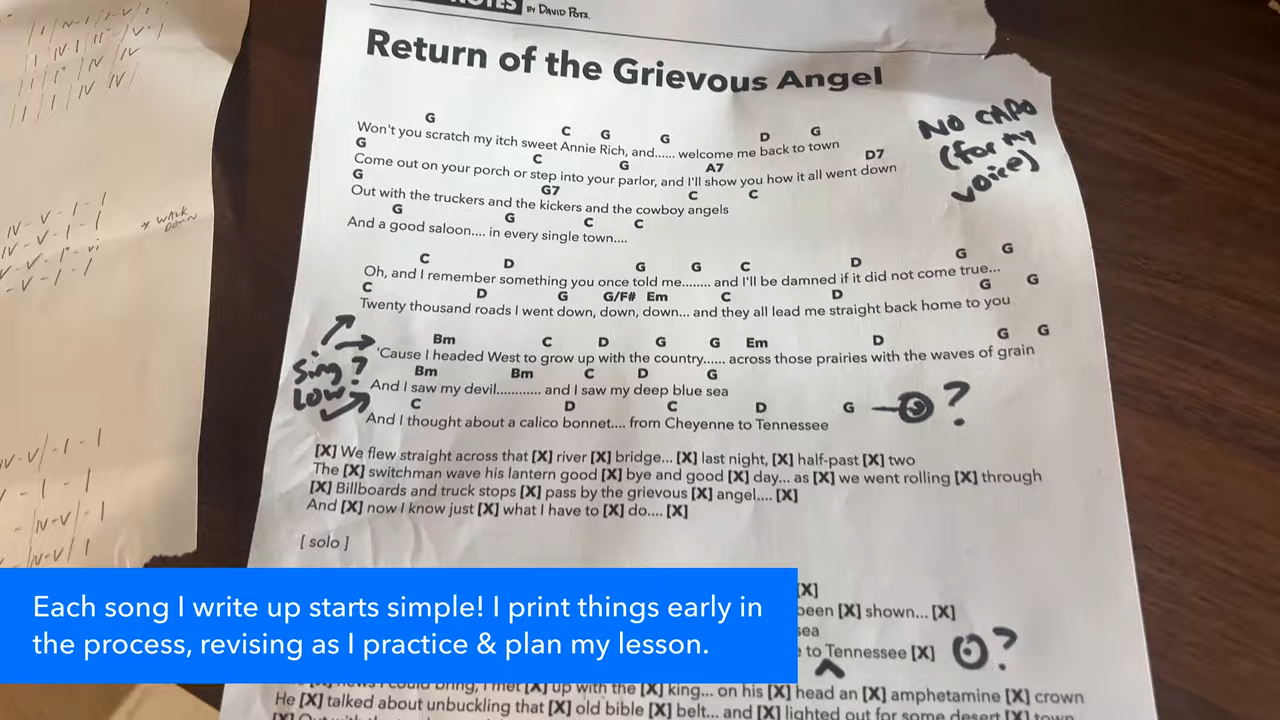 NOTES BY DAVID POTS.
Return of the Grievous Angel
NO CAPO
(for my
voice)
G C G G D G
Won't you scratch my itch sweet Annie Rich, and...... welcome me back to town
G C G A7 D7
Come out on your porch or step into your parlor, and I'll show you how it all went down
G G7 C C
Out with the truckers and the kickers and the cowboy angels
G G C C
And a good saloon.... in every single town....
C D G G C D G G
Oh, and I remember something you once told me........ and I'll be damned if it did not come true...
C D G G/F# Em C D G G
Twenty thousand roads I went down, down, down... and they all lead me straight back home to you
Bm C D G G Em D G G
'Cause I headed West to grow up with the country...... across those prairies with the waves of grain
Bm Bm C D G
And I saw my devil............ and I saw my deep blue sea
C D C D G
And I thought about a calico bonnet.... from Cheyenne to Tennessee
Sing?
Low?
?
[X] We flew straight across that [X] river [X] bridge... [X] last night, [X] half-past [X] two
The [X] switchman wave his lantern good [X] bye and good [X] day... as [X] we went rolling [X] through
[X] Billboards and truck stops [X] pass by the grievous [X] angel.... [X]
And [X] now I know just [X] what I have to [X] do.... [X]
[ solo ]
[X]
been [X] shown... [X]
sea
to Tennessee [X]
?
news I could bring, I met [X] up with the [X] king... on his [X] head an [X] amphetamine [X] crown
He [X] talked about unbuckling that [X] old bible [X] belt... and [X] lighted out for some desert [X] town
* WALK
DOWN
Each song I write up starts simple! I print things early in
the process, revising as I practice & plan my lesson.